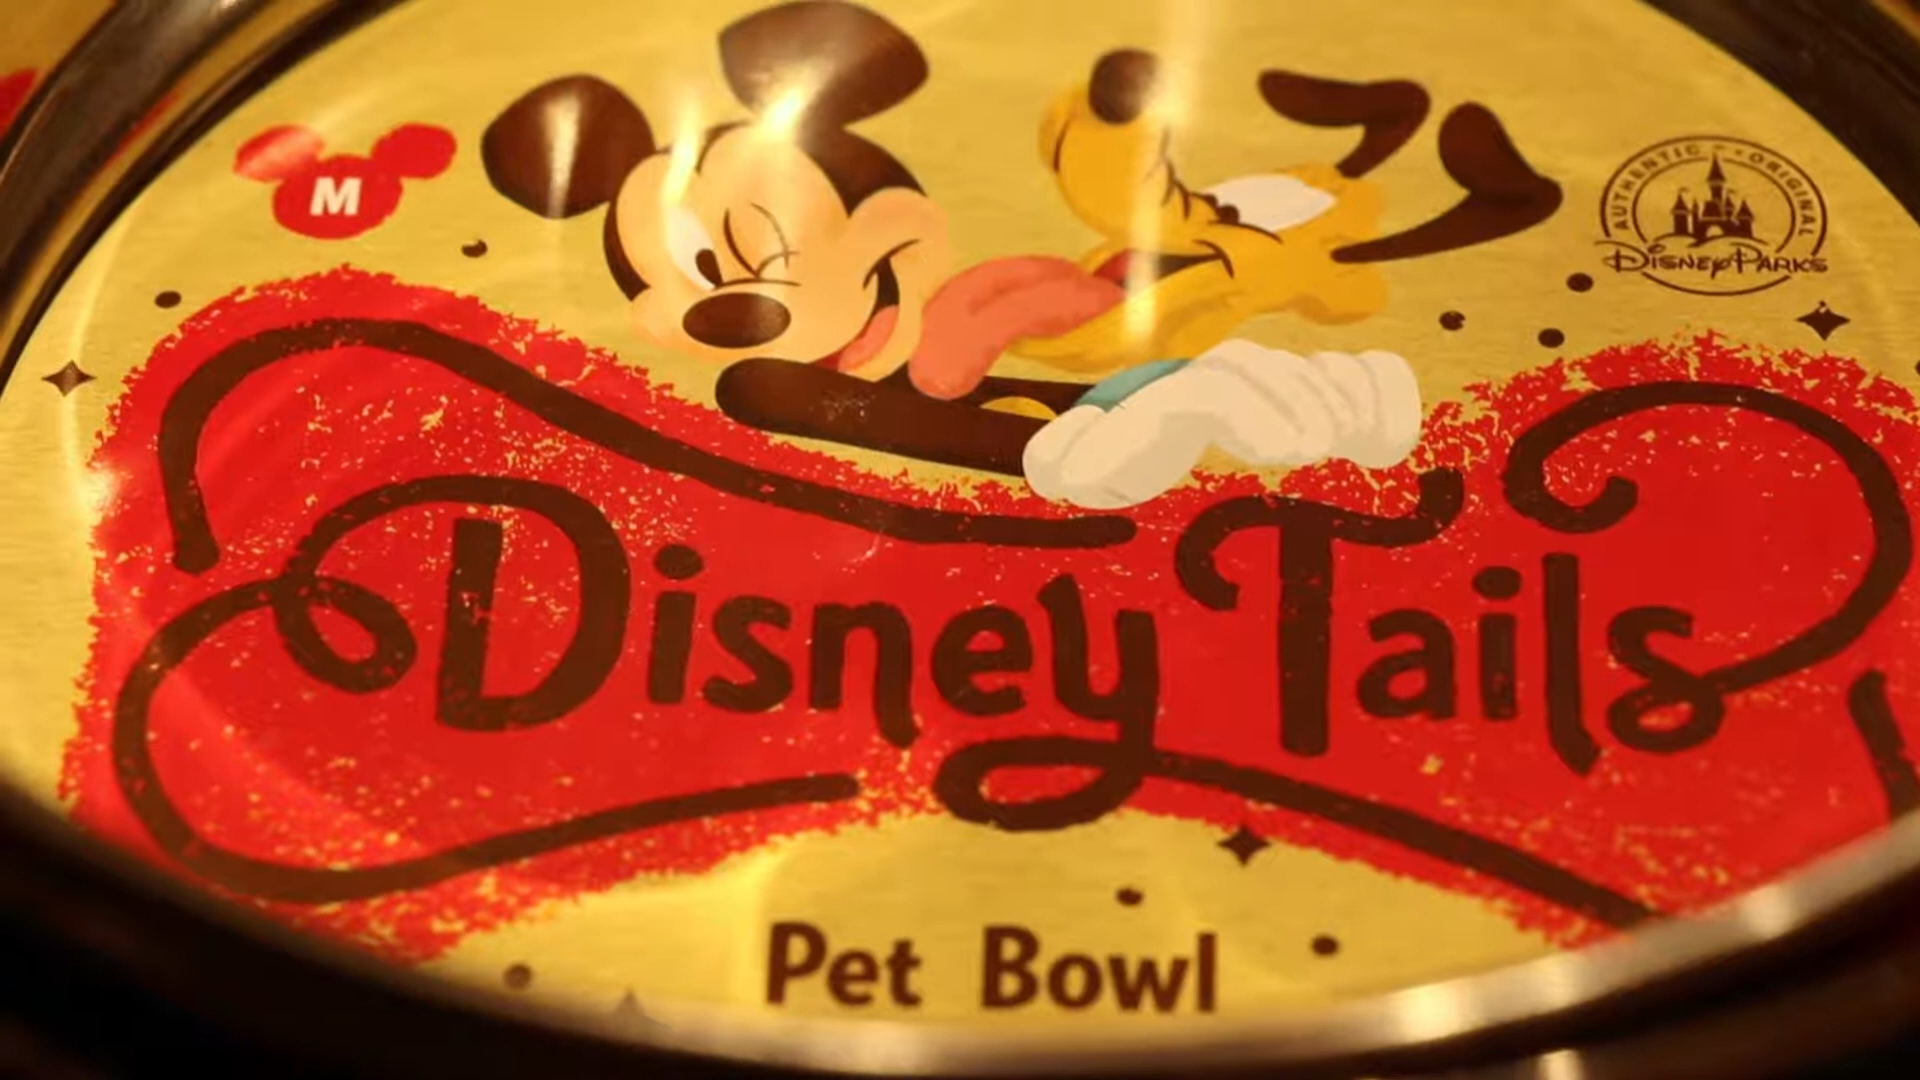 M
AUTHENTIC ORIGINAL
Disney Parks
Disney Tails
Pet Bowl